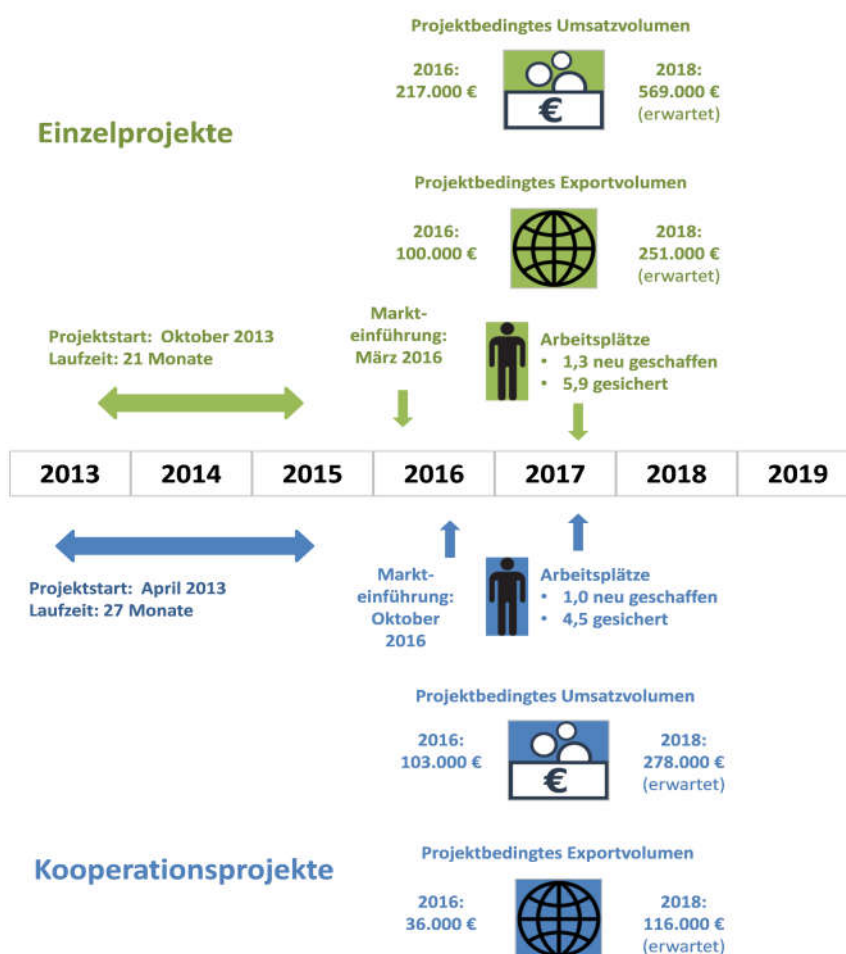 Projektbedingtes Umsatzvolumen
2016:
217.000 €
€
2018:
569.000 €
(erwartet)
Einzelprojekte
Projektbedingtes Exportvolumen
2016:
100.000 €
2018:
251.000 €
(erwartet)
Projektstart: Oktober 2013
Laufzeit: 21 Monate
Markt-
einführung:
März 2016
Arbeitsplätze
• 1,3 neu geschaffen
• 5,9 gesichert
2013 2014 2015 2016 2017 2018 2019
Projektstart: April 2013
Laufzeit: 27 Monate
Markt-
einführung:
Oktober
2016
Arbeitsplätze
• 1,0 neu geschaffen
• 4,5 gesichert
Projektbedingtes Umsatzvolumen
2016:
103.000 €
€
2018:
278.000 €
(erwartet)
Kooperationsprojekte
Projektbedingtes Exportvolumen
2016:
36.000 €
2018:
116.000 €
(erwartet)